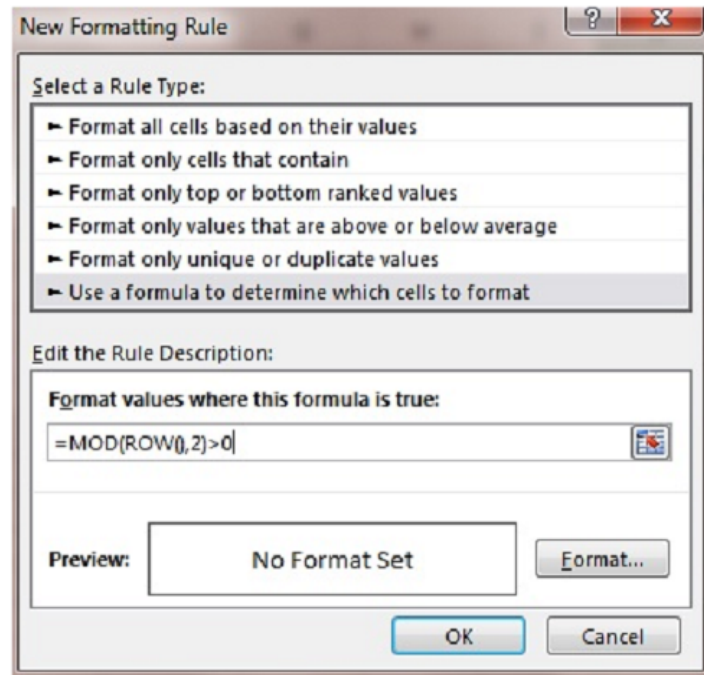 New Formatting Rule
?
X
Select a Rule Type:
► Format all cells based on their values
► Format only cells that contain
► Format only top or bottom ranked values
► Format only values that are above or below average
► Format only unique or duplicate values
► Use a formula to determine which cells to format
Edit the Rule Description:
Format values where this formula is true:
=MOD(ROW(),2)>0
Preview:
No Format Set
Format...
OK
Cancel